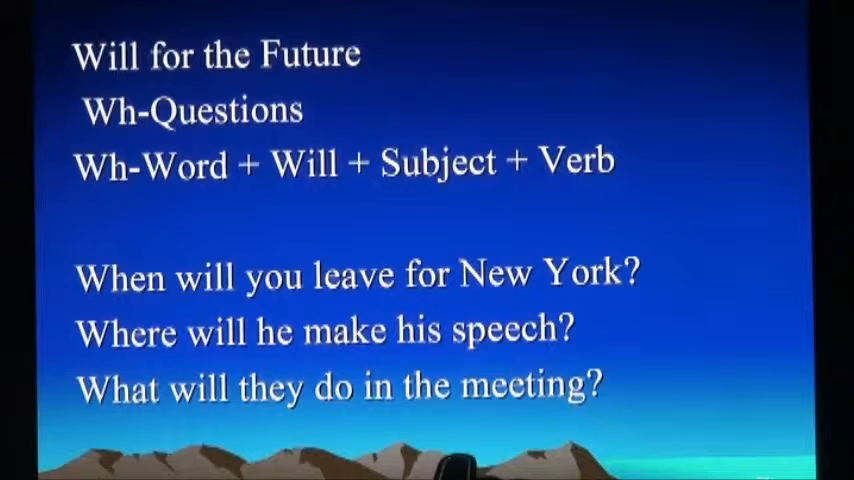 Will for the Future
Wh-Questions
Wh-Word + Will + Subject + Verb
When will you leave for New York?
Where will he make his speech?
What will they do in the meeting?